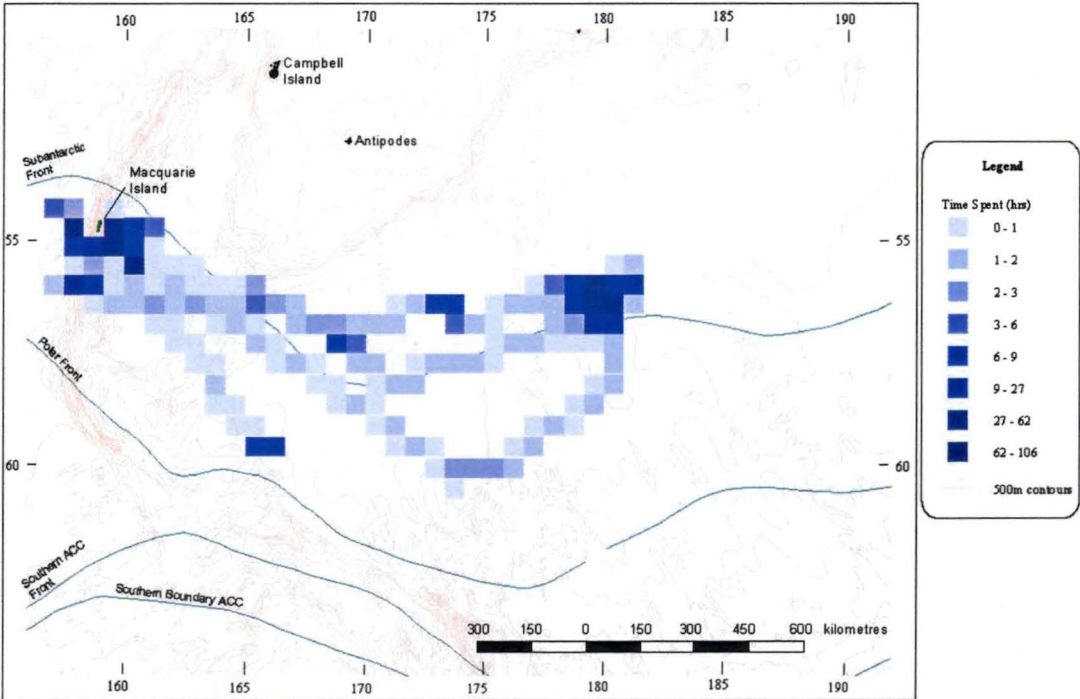 160 165 170 175 180 185 190
Campbell
Island
Antipodes
Subantarctic
Front
Macquarie
Island
55 55
Polar Front
60 60
Southern ACC
Front
Southern Boundary ACC
300 150 0 150 300 450 600 kilometres
160 165 170 175 180 185 190
Legend
Time Spent (hrs)
0 - 1
1 - 2
2 - 3
3 - 6
6 - 9
9 - 27
27 - 62
62 - 106
500m contours